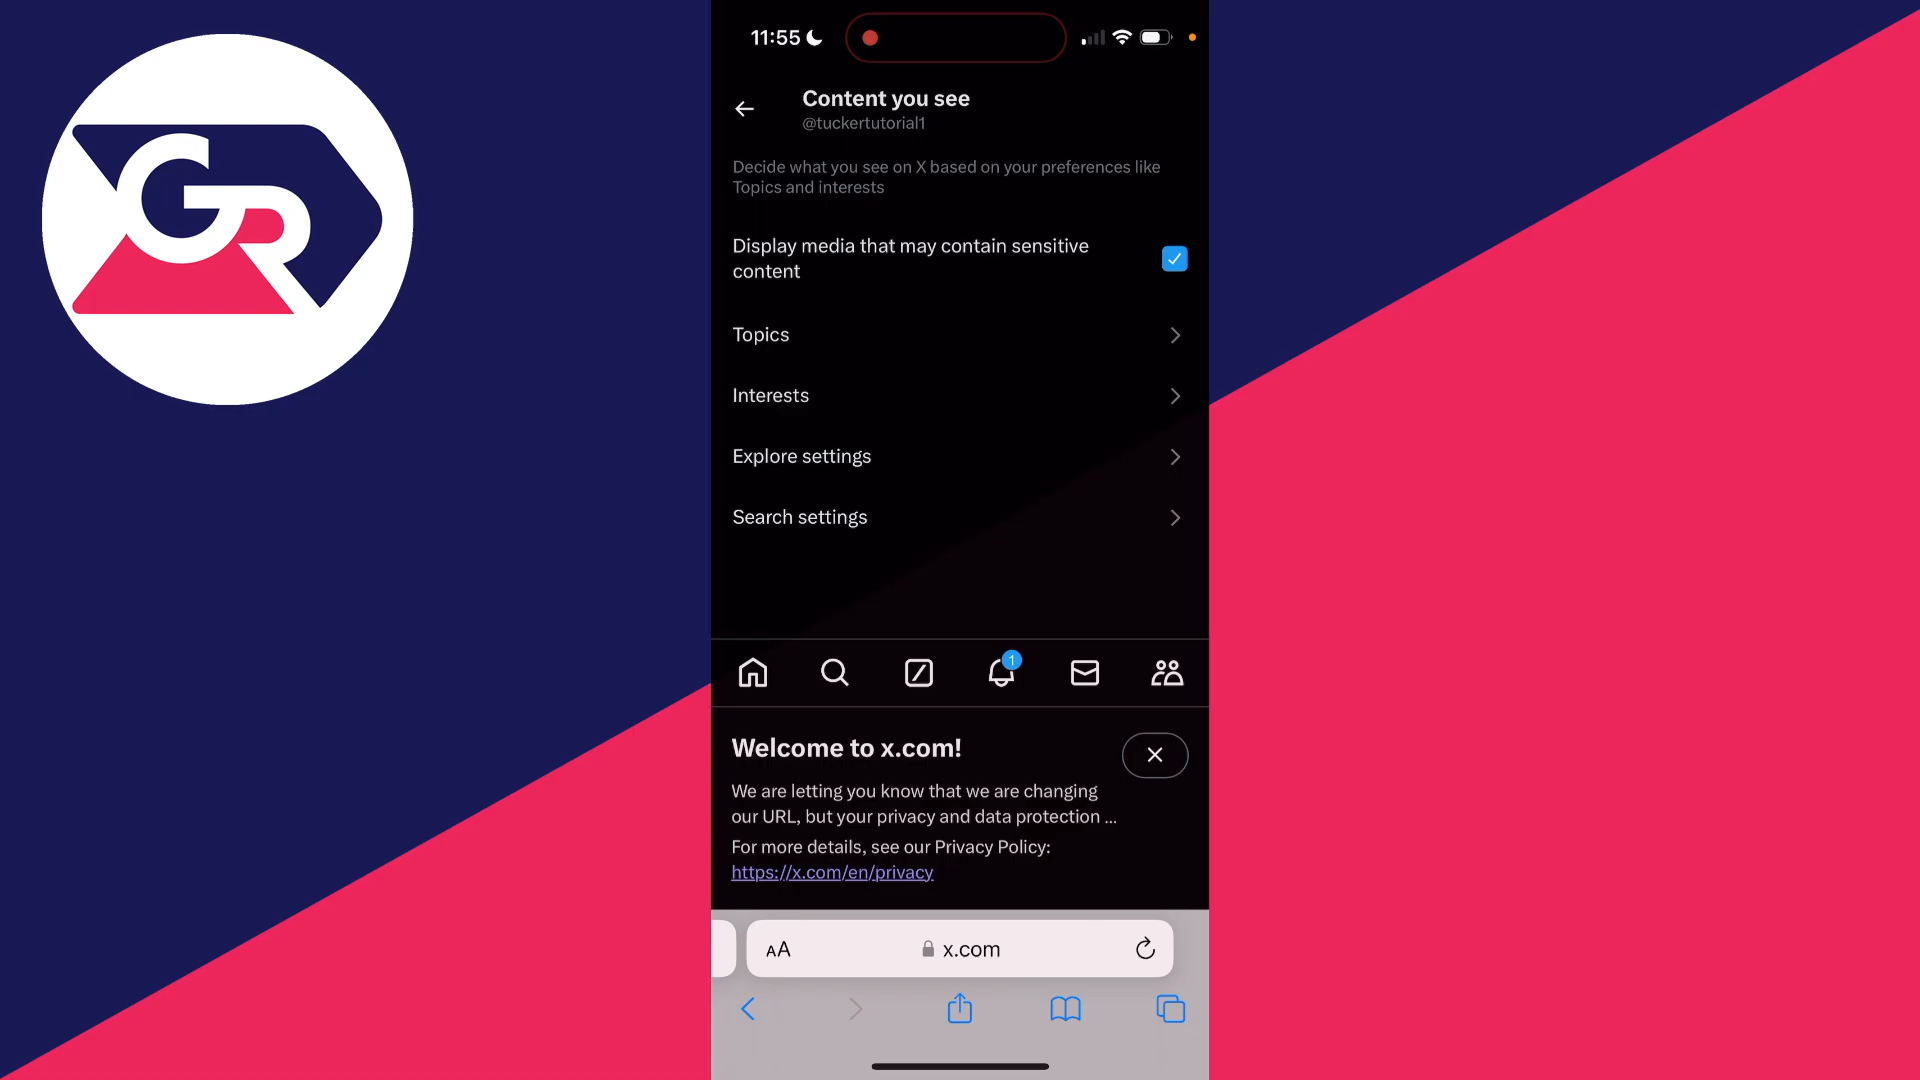 GR
11:55
Content you see
@tuckertutorial1
Decide what you see on X based on your preferences like
Topics and interests
Display media that may contain sensitive
content
Topics
Interests
Explore settings
Search settings
1
Welcome to x.com!
We are letting you know that we are changing
our URL, but your privacy and data protection ...
For more details, see our Privacy Policy:
https://x.com/en/privacy
AA
x.com